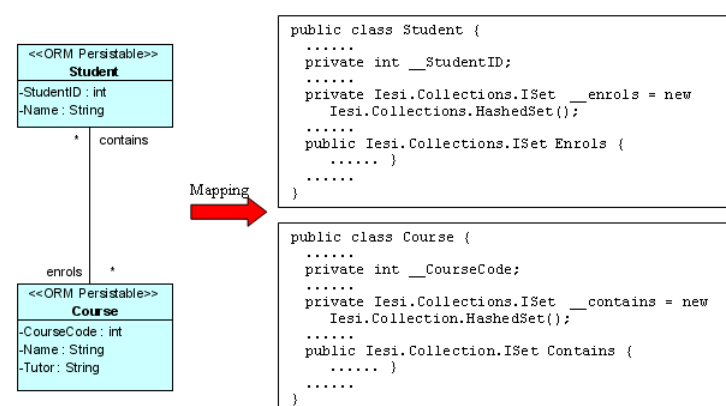 <<ORM Persistable>>
Student
-StudentID : int
-Name : String
* contains
enrols *
<<ORM Persistable>>
Course
-CourseCode : int
-Name : String
-Tutor : String
Mapping
public class Student {
......
private int __StudentID;
......
private Iesi.Collections.ISet __enrols = new
Iesi.Collections.HashedSet();
......
public Iesi.Collections.ISet Enrols {
...... }
......
}
public class Course {
......
private int __CourseCode;
......
private Iesi.Collections.ISet __contains = new
Iesi.Collection.HashedSet();
......
public Iesi.Collection.ISet Contains {
...... }
......
}